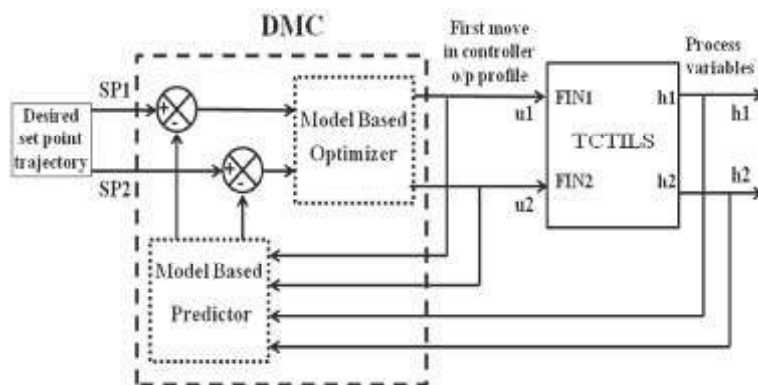 DMC
First move
in controller
o/p profile
Process
variables
SP1
Desired
set point
trajectory
SP2
+
-
+
-
Model Based
Optimizer
u1
u2
FIN1
h1
TCTILS
FIN2
h2
h1
h2
Model Based
Predictor